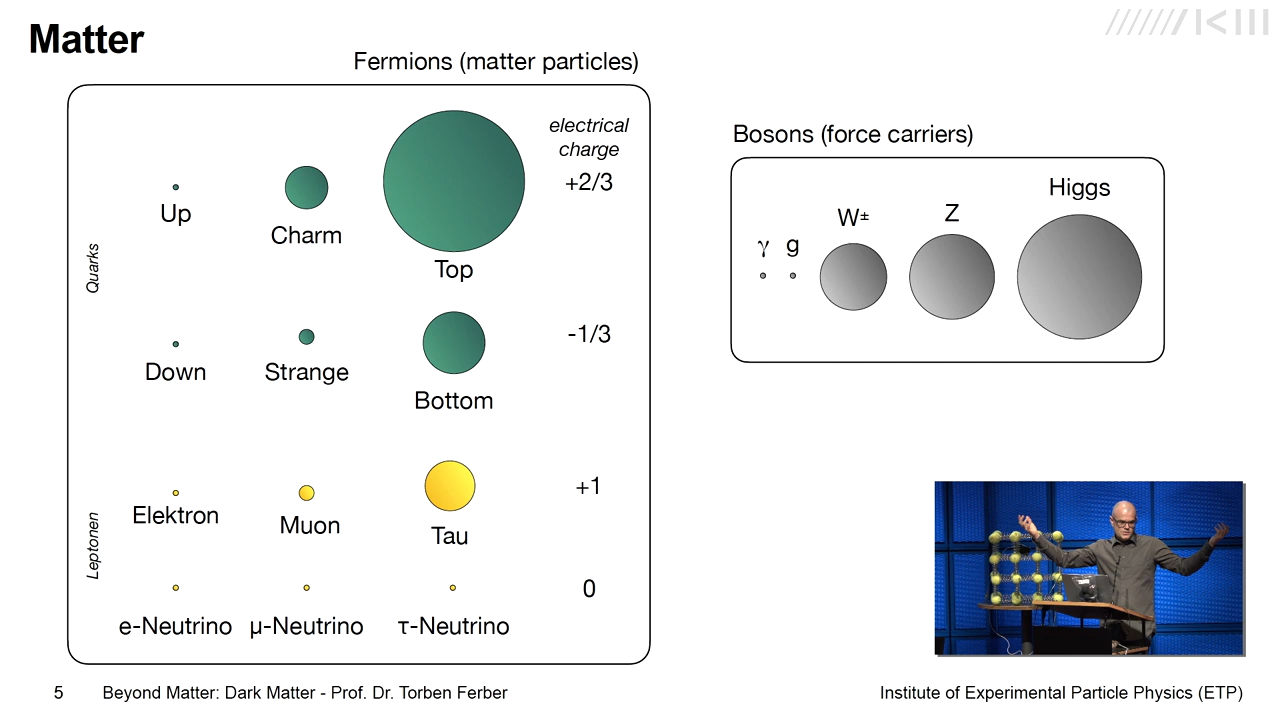 Matter
Fermions (matter particles)
electrical
charge
+2/3
Up
Charm
Top
Quarks
-1/3
Down
Strange
Bottom
+1
Elektron
Muon
Tau
Leptonen
0
e-Neutrino
μ-Neutrino
τ-Neutrino
Bosons (force carriers)
Higgs
W±
Z
γ
g
5
Beyond Matter: Dark Matter - Prof. Dr. Torben Ferber
Institute of Experimental Particle Physics (ETP)